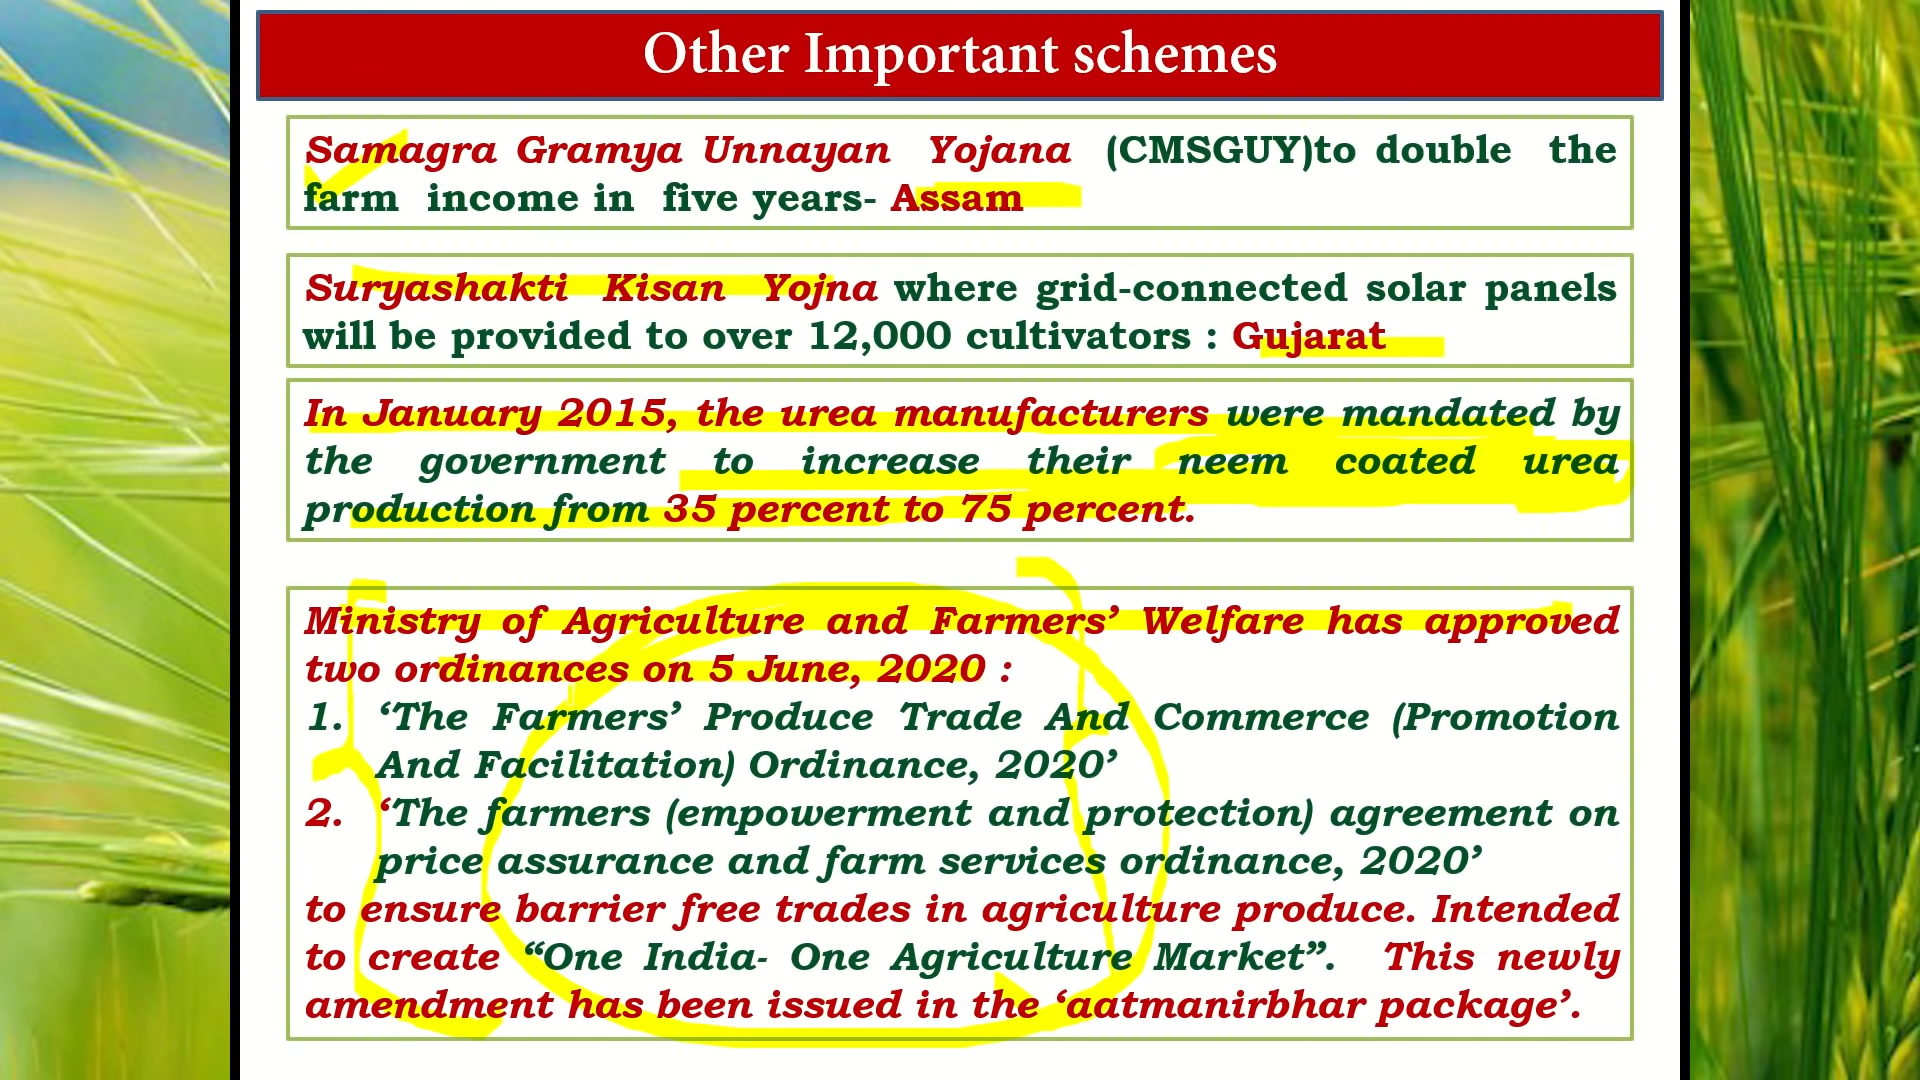 Other Important schemes
Samagra Gramya Unnayan Yojana (CMSGUY)to double the
farm income in five years- Assam
Suryashakti Kisan Yojna where grid-connected solar panels
will be provided to over 12,000 cultivators : Gujarat
In January 2015, the urea manufacturers were mandated by
the government to increase their neem coated urea
production from 35 percent to 75 percent.
Ministry of Agriculture and Farmers’ Welfare has approved
two ordinances on 5 June, 2020 :
1. ‘The Farmers’ Produce Trade And Commerce (Promotion
And Facilitation) Ordinance, 2020’
2. ‘The farmers (empowerment and protection) agreement on
price assurance and farm services ordinance, 2020’
to ensure barrier free trades in agriculture produce. Intended
to create “One India- One Agriculture Market”. This newly
amendment has been issued in the ‘aatmanirbhar package’.